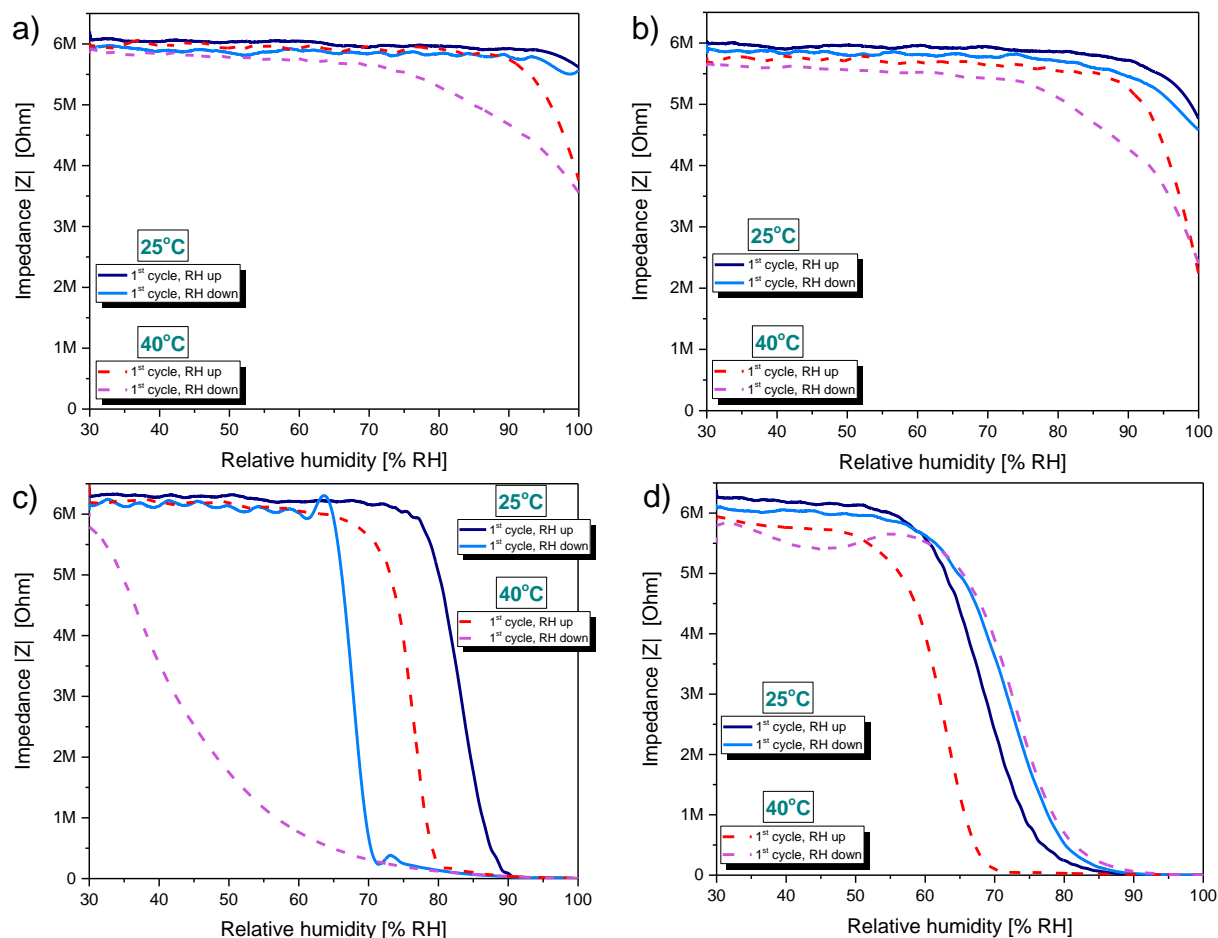 a)
Impedance |Z| [Ohm]
6M
5M
4M
3M
2M
1M
0
25°C
1st cycle, RH up
1st cycle, RH down
40°C
1st cycle, RH up
1st cycle, RH down
30 40 50 60 70 80 90 100
Relative humidity [% RH]
b)
Impedance |Z| [Ohm]
6M
5M
4M
3M
2M
1M
0
25°C
1st cycle, RH up
1st cycle, RH down
40°C
1st cycle, RH up
1st cycle, RH down
30 40 50 60 70 80 90 100
Relative humidity [% RH]
c)
Impedance |Z| [Ohm]
6M
5M
4M
3M
2M
1M
0
25°C
1st cycle, RH up
1st cycle, RH down
40°C
1st cycle, RH up
1st cycle, RH down
30 40 50 60 70 80 90 100
Relative humidity [% RH]
d)
Impedance |Z| [Ohm]
6M
5M
4M
3M
2M
1M
0
25°C
1st cycle, RH up
1st cycle, RH down
40°C
1st cycle, RH up
1st cycle, RH down
30 40 50 60 70 80 90 100
Relative humidity [% RH]